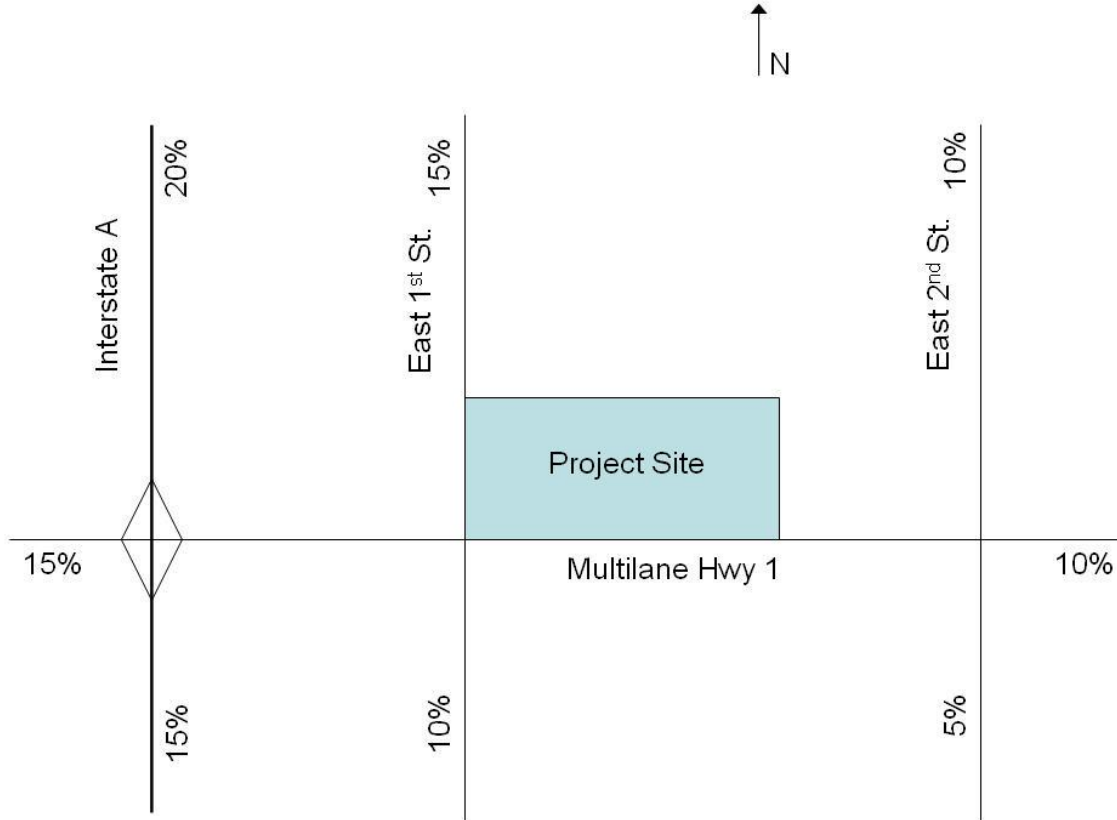 N
20%
15%
10%
Interstate A
East 1st St.
East 2nd St.
Project Site
15%
Multilane Hwy 1
10%
15%
10%
5%